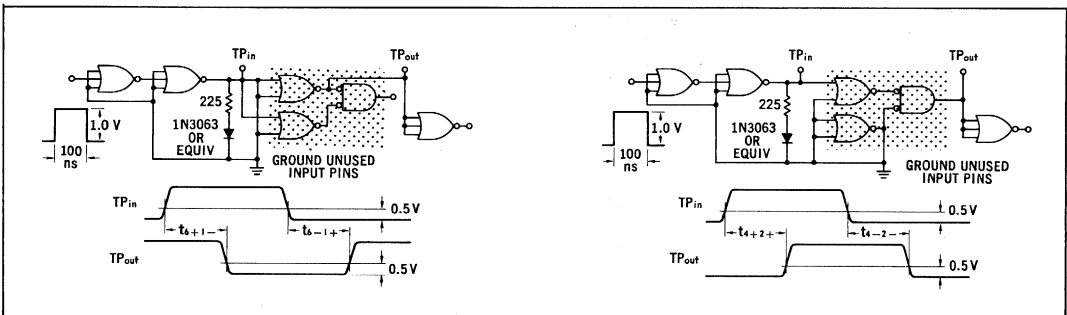 TPin
TPout
225
1.0 V
1N3063
OR
EQUIV
100
ns
GROUND UNUSED
INPUT PINS
TPin
0.5 V
t6+1-
t6-1+
TPout
0.5 V
TPin
TPout
225
1.0 V
1N3063
OR
EQUIV
100
ns
GROUND UNUSED
INPUT PINS
TPin
0.5 V
t4+2+
t4-2-
TPout
0.5 V